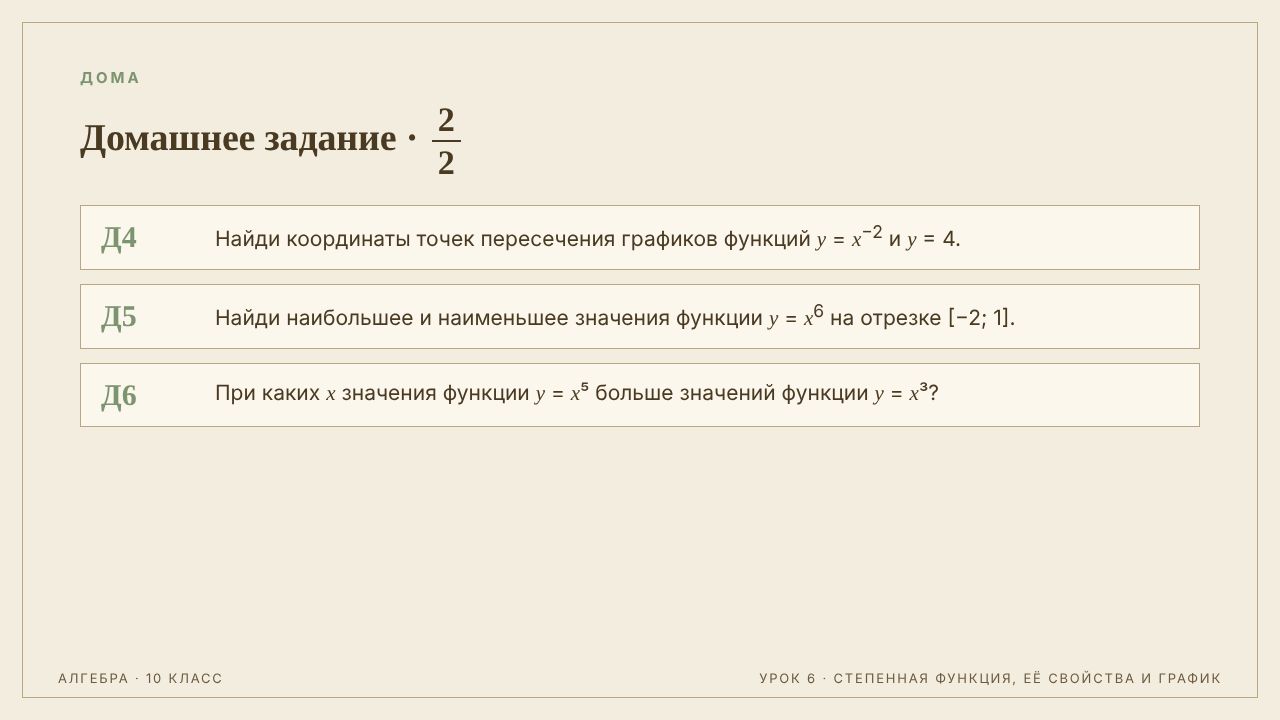 ДОМА
Домашнее задание · 2/2
Д4 Найди координаты точек пересечения графиков функций y = x⁻² и y = 4.
Д5 Найди наибольшее и наименьшее значения функции y = x⁶ на отрезке [−2; 1].
Д6 При каких x значения функции y = x⁵ больше значений функции y = x³?
АЛГЕБРА · 10 КЛАСС
УРОК 6 · СТЕПЕННАЯ ФУНКЦИЯ, ЕЁ СВОЙСТВА И ГРАФИК